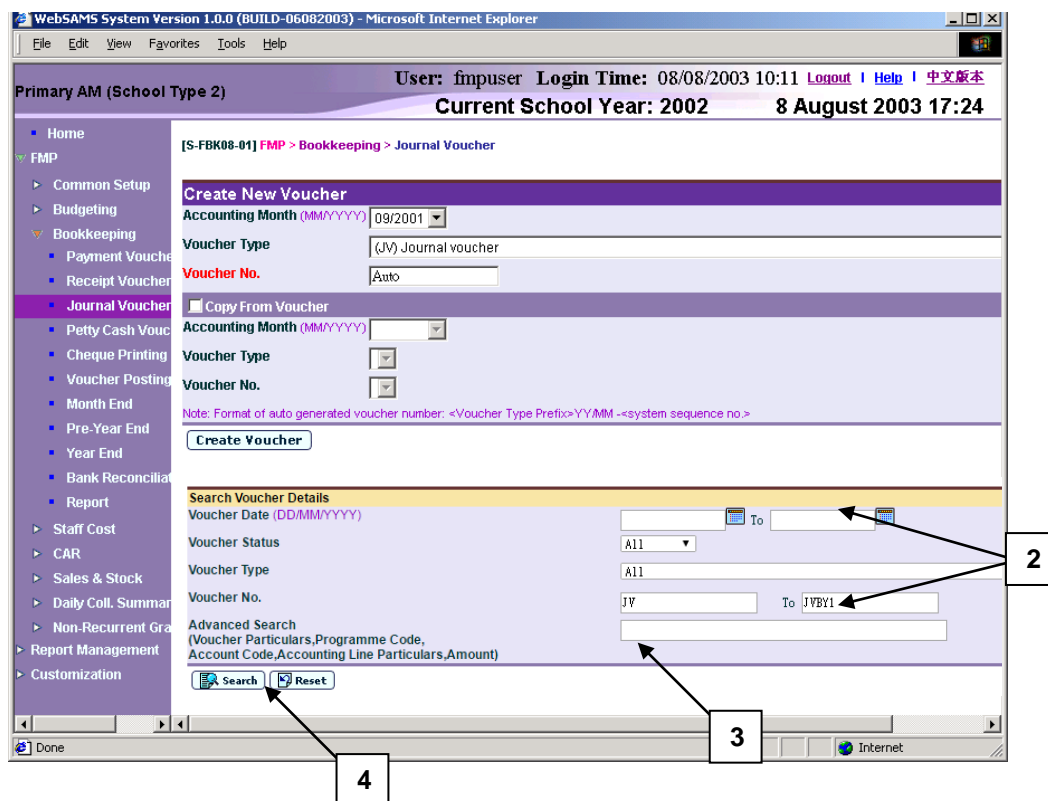 WebSAMS System Version 1.0.0 (BUILD-06082003) - Microsoft Internet Explorer
File Edit View Favorites Tools Help
Primary AM (School Type 2)
User: fmpuser Login Time: 08/08/2003 10:11 Logout | Help | 中文版本
Current School Year: 2002 8 August 2003 17:24
Home
FMP
Common Setup
Budgeting
Bookkeeping
Payment Vouche
Receipt Voucher
Journal Voucher
Petty Cash Vouc
Cheque Printing
Voucher Posting
Month End
Pre-Year End
Year End
Bank Reconciliat
Report
Staff Cost
CAR
Sales & Stock
Daily Coll. Summar
Non-Recurrent Gra
Report Management
Customization
[S-FBK08-01] FMP > Bookkeeping > Journal Voucher
Create New Voucher
Accounting Month (MM/YYYY) 09/2001
Voucher Type (JV) Journal voucher
Voucher No. Auto
Copy From Voucher
Accounting Month (MM/YYYY)
Voucher Type
Voucher No.
Note: Format of auto generated voucher number: <Voucher Type Prefix>YY/MM -<system sequence no.>
Create Voucher
Search Voucher Details
Voucher Date (DD/MM/YYYY) To
Voucher Status All
Voucher Type All
Voucher No. JV To JVBY1
Advanced Search
(Voucher Particulars,Programme Code,
Account Code,Accounting Line Particulars,Amount)
Search Reset
2
3
4
Done Internet